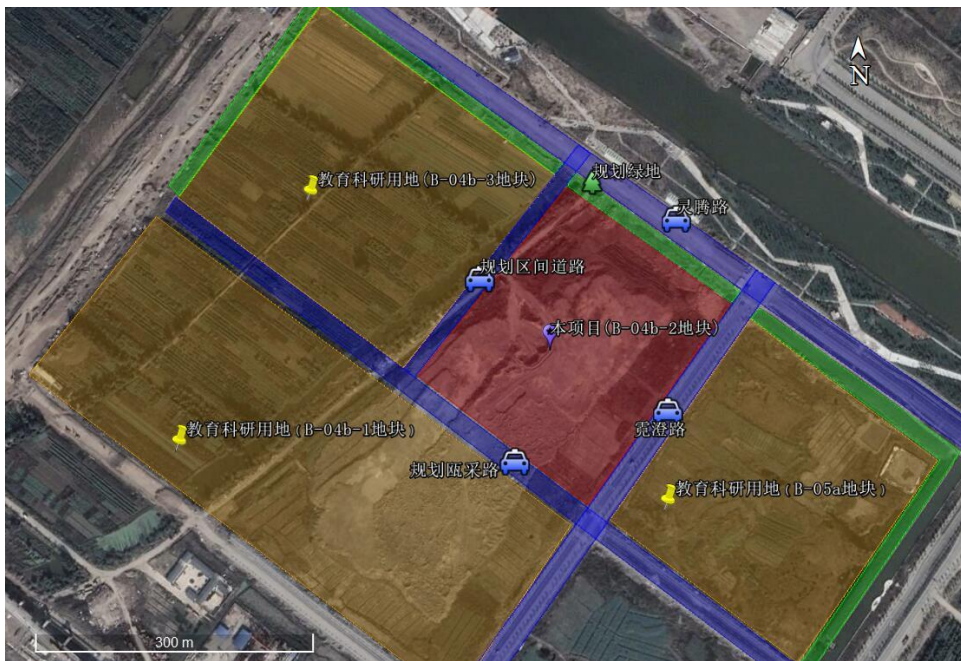 N
规划绿地
教育科研用地(B-04b-3地块)
灵腾路
规划区间道路
本项目(B-04b-2地块)
霓澄路
教育科研用地(B-04b-1地块)
规划瓯采路
教育科研用地(B-05a地块)
300 m